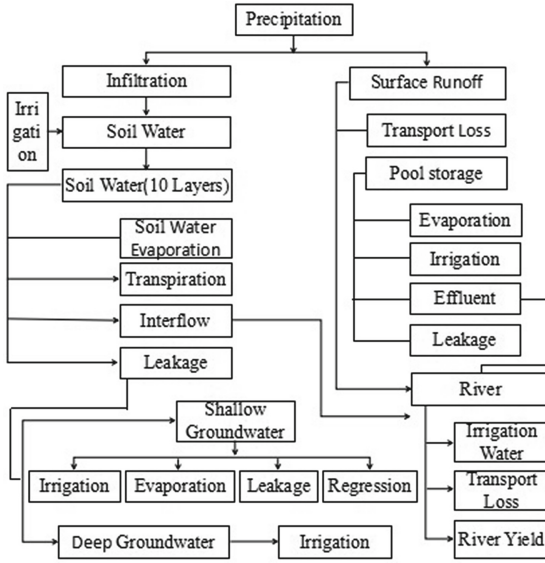 Precipitation
Infiltration
Surface Runoff
Irri
gati
on
Soil Water
Transport Loss
Soil Water(10 Layers)
Pool storage
Soil Water
Evaporation
Evaporation
Transpiration
Irrigation
Interflow
Effluent
Leakage
Leakage
River
Shallow
Groundwater
Irrigation
Water
Irrigation
Evaporation
Leakage
Regression
Transport
Loss
Deep Groundwater
Irrigation
River Yield